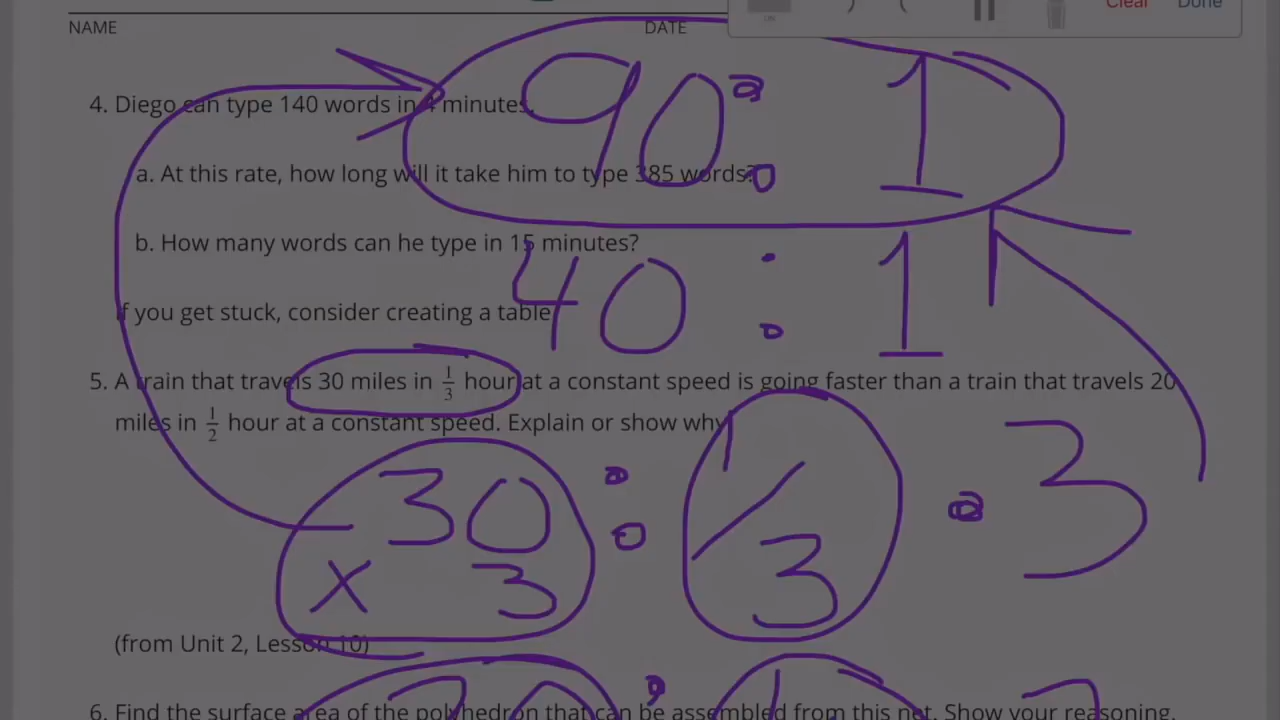 Clear Done
NAME DATE
90 : 1
4. Diego can type 140 words in 4 minutes.
a. At this rate, how long will it take him to type 385 words?
b. How many words can he type in 15 minutes?
40 : 1
If you get stuck, consider creating a table.
5. A train that travels 30 miles in 1/3 hour at a constant speed is going faster than a train that travels 20
miles in 1/2 hour at a constant speed. Explain or show why.
30 : 1/3 · 3
x 3
(from Unit 2, Lesson 10)
6. Find the surface area of the polyhedron that can be assembled from this net. Show your reasoning.